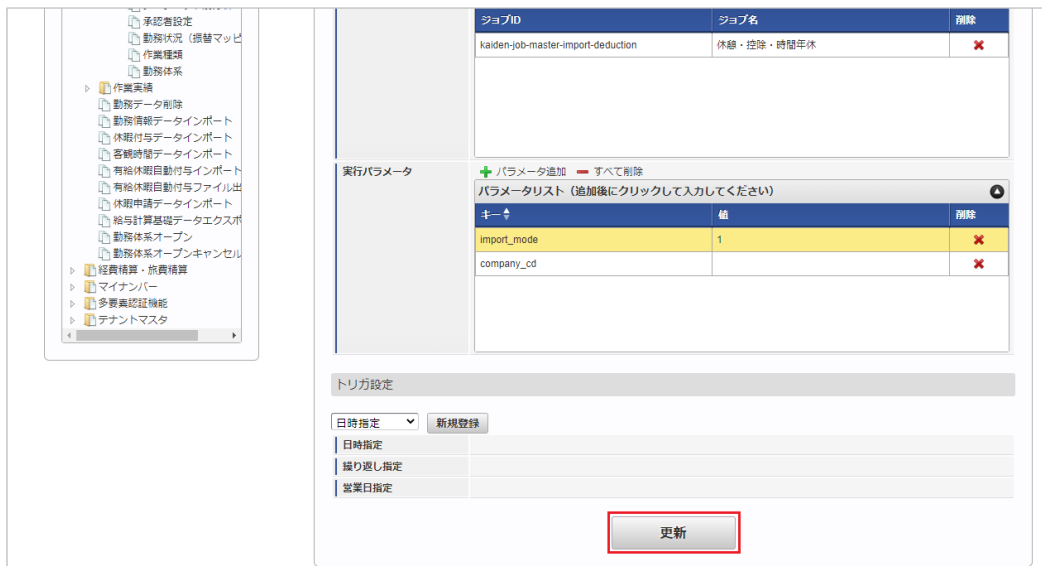 承認者設定
勤務状況（振替マッピ
作業種類
勤務体系
作業実績
勤務データ削除
勤務情報データインポート
休暇付与データインポート
客観時間データインポート
有給休暇自動付与インポート
有給休暇自動付与ファイル出
休暇申請データインポート
給与計算基礎データエクスポ
勤務体系オープン
勤務体系オープンキャンセル
経費精算・旅費精算
マイナンバー
多要素認証機能
テナントマスタ
ジョブID ジョブ名 削除
kaiden-job-master-import-deduction 休憩・控除・時間年休
実行パラメータ
パラメータ追加 すべて削除
パラメータリスト（追加後にクリックして入力してください）
キー 値 削除
import_mode 1
company_cd
トリガ設定
日時指定 新規登録
日時指定
繰り返し指定
営業日指定
更新